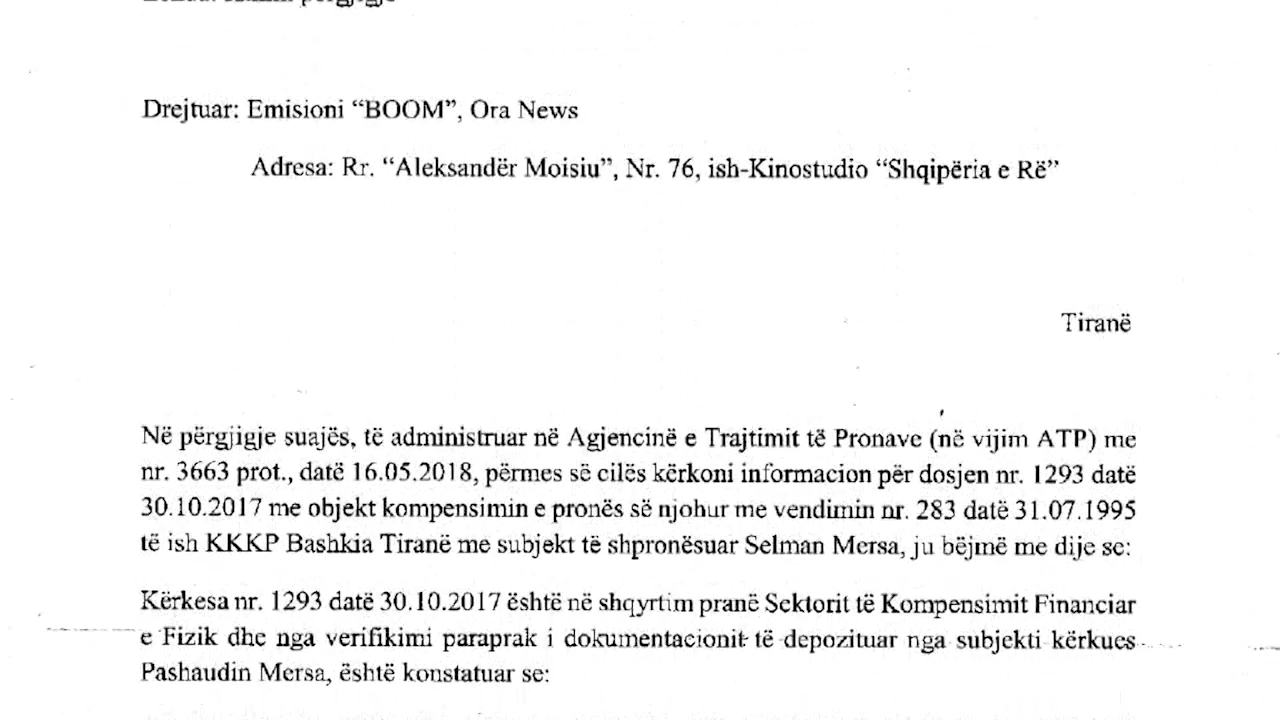 Drejtuar: Emisioni “BOOM”, Ora News
Adresa: Rr. “Aleksandër Moisiu”, Nr. 76, ish-Kinostudio “Shqipëria e Rë”
Tiranë
Në përgjigje suajës, të administruar në Agjencinë e Trajtimit të Pronave (në vijim ATP) me
nr. 3663 prot., datë 16.05.2018, përmes së cilës kërkoni informacion për dosjen nr. 1293 datë
30.10.2017 me objekt kompensimin e pronës së njohur me vendimin nr. 283 datë 31.07.1995
të ish KKKP Bashkia Tiranë me subjekt të shpronësuar Selman Mersa, ju bëjmë me dije se:
Kërkesa nr. 1293 datë 30.10.2017 është në shqyrtim pranë Sektorit të Kompensimit Financiar
e Fizik dhe nga verifikimi paraprak i dokumentacionit të depozituar nga subjekti kërkues
Pashaudin Mersa, është konstatuar se: